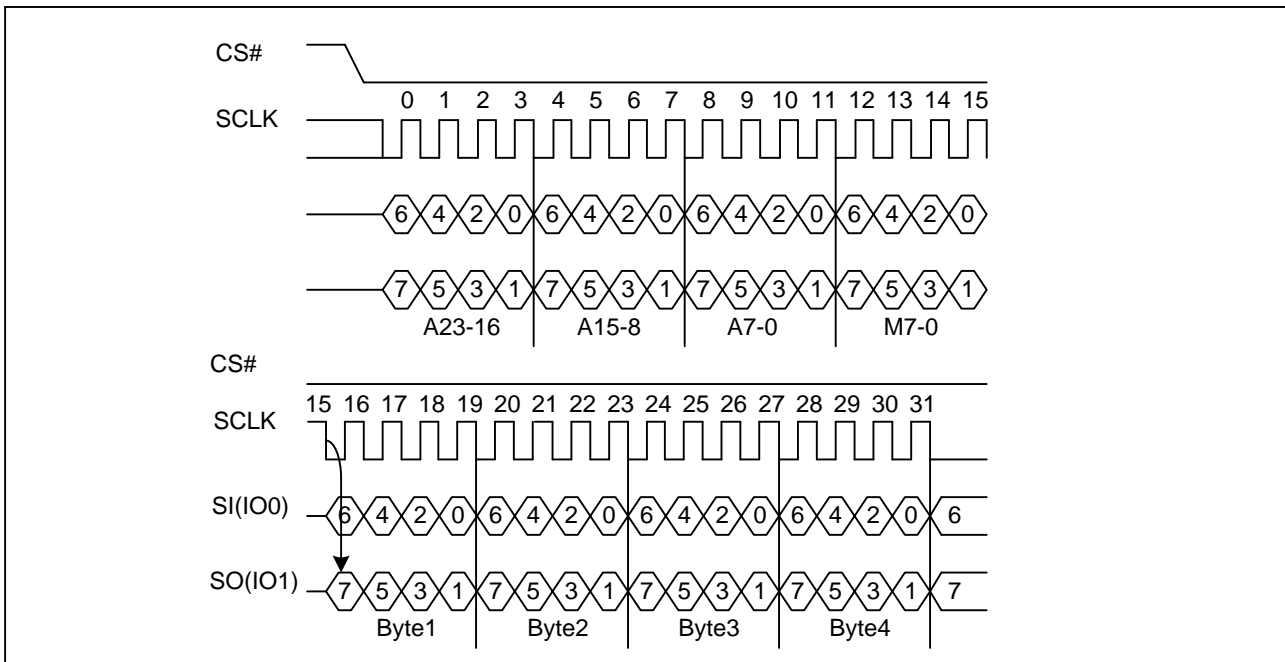 CS#
0 1 2 3 4 5 6 7 8 9 10 11 12 13 14 15
SCLK
6 4 2 0 6 4 2 0 6 4 2 0 6 4 2 0
7 5 3 1 7 5 3 1 7 5 3 1 7 5 3 1
A23-16 A15-8 A7-0 M7-0
CS#
15 16 17 18 19 20 21 22 23 24 25 26 27 28 29 30 31
SCLK
SI(IO0) 6 4 2 0 6 4 2 0 6 4 2 0 6 4 2 0 6
SO(IO1) 7 5 3 1 7 5 3 1 7 5 3 1 7 5 3 1 7
Byte1 Byte2 Byte3 Byte4